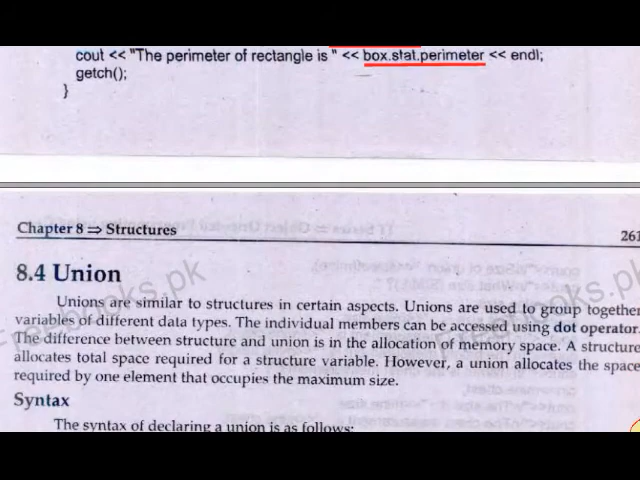 cout << "The perimeter of rectangle is " << box.stat.perimeter << endl;
getch();
}
Chapter 8 ⇒ Structures 261
8.4 Union
Unions are similar to structures in certain aspects. Unions are used to group together
variables of different data types. The individual members can be accessed using dot operator.
The difference between structure and union is in the allocation of memory space. A structure
allocates total space required for a structure variable. However, a union allocates the space
required by one element that occupies the maximum size.
Syntax
The syntax of declaring a union is as follows: